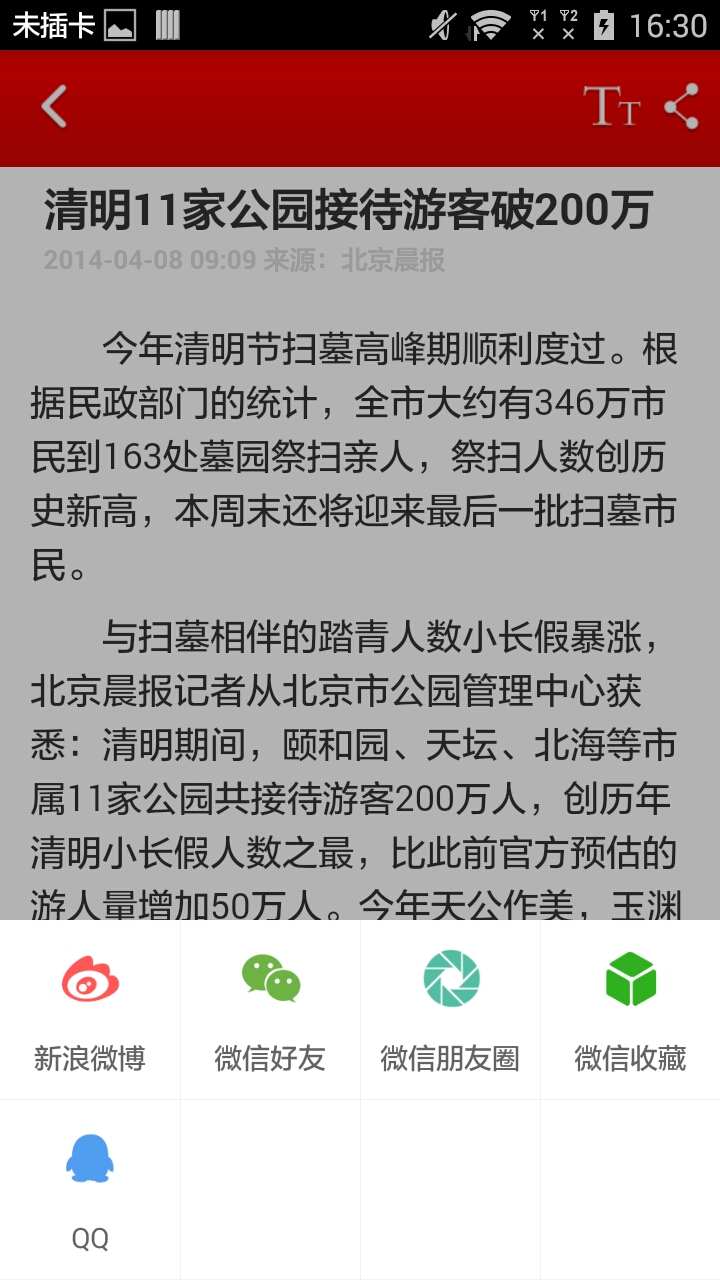 未插卡 1 2 16:30
TT
清明11家公园接待游客破200万
2014-04-08 09:09 来源：北京晨报
今年清明节扫墓高峰期顺利度过。根
据民政部门的统计，全市大约有346万市
民到163处墓园祭扫亲人，祭扫人数创历
史新高，本周末还将迎来最后一批扫墓市
民。
与扫墓相伴的踏青人数小长假暴涨，
北京晨报记者从北京市公园管理中心获
悉：清明期间，颐和园、天坛、北海等市
属11家公园共接待游客200万人，创历年
清明小长假人数之最，比此前官方预估的
游人量增加50万人。今年天公作美，玉渊
新浪微博 微信好友 微信朋友圈 微信收藏
QQ